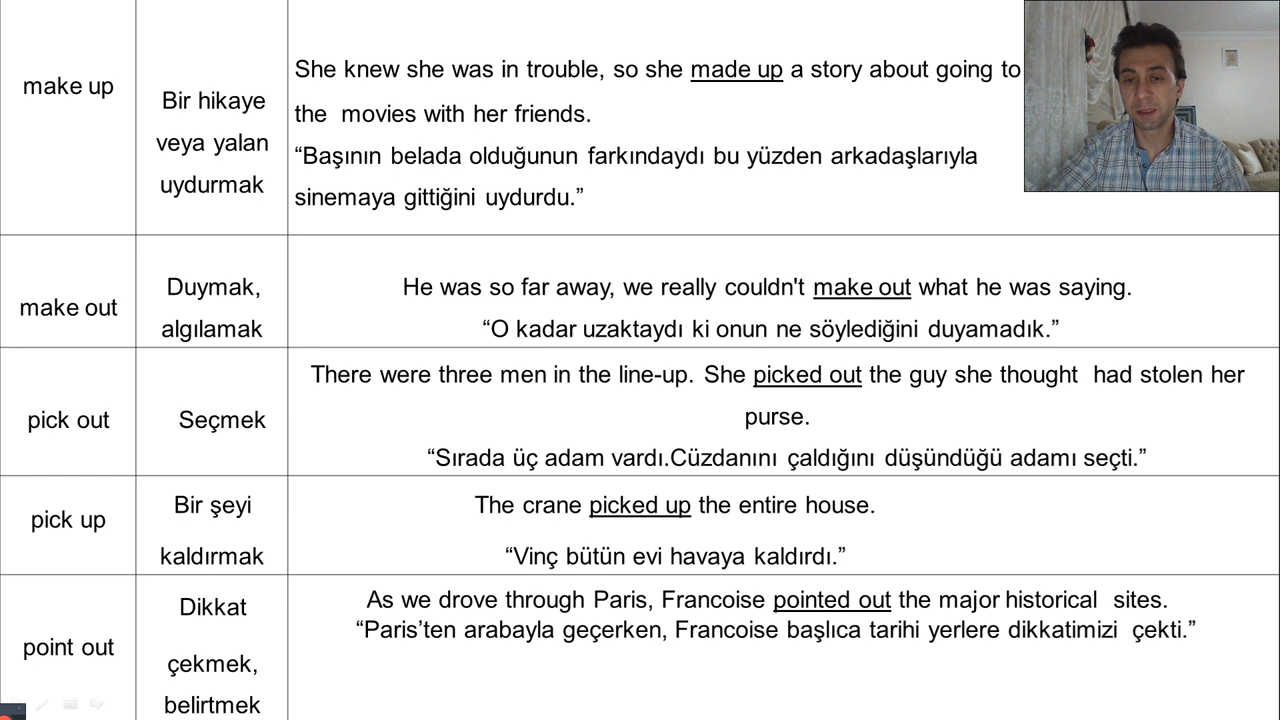 make up
Bir hikaye
veya yalan
uydurmak
She knew she was in trouble, so she made up a story about going to
the movies with her friends.
“Başının belada olduğunun farkındaydı bu yüzden arkadaşlarıyla
sinemaya gittiğini uydurdu.”
make out
Duymak,
algılamak
He was so far away, we really couldn't make out what he was saying.
“O kadar uzaktaydı ki onun ne söylediğini duyamadık.”
pick out
Seçmek
There were three men in the line-up. She picked out the guy she thought had stolen her
purse.
“Sırada üç adam vardı.Cüzdanını çaldığını düşündüğü adamı seçti.”
pick up
Bir şeyi
kaldırmak
The crane picked up the entire house.
“Vinç bütün evi havaya kaldırdı.”
point out
Dikkat
çekmek,
belirtmek
As we drove through Paris, Francoise pointed out the major historical sites.
“Paris’ten arabayla geçerken, Francoise başlıca tarihi yerlere dikkatimizi çekti.”